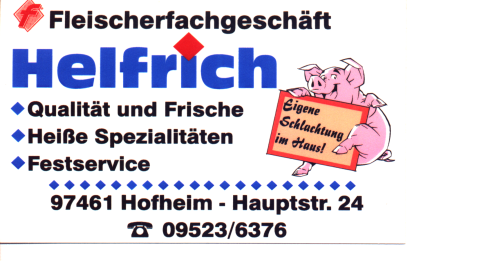 f Fleischerfachgeschäft
Helfrich
Qualität und Frische
Heiße Spezialitäten
Festservice
Eigene
Schlachtung
im Haus!
97461 Hofheim - Hauptstr. 24
☎ 09523/6376